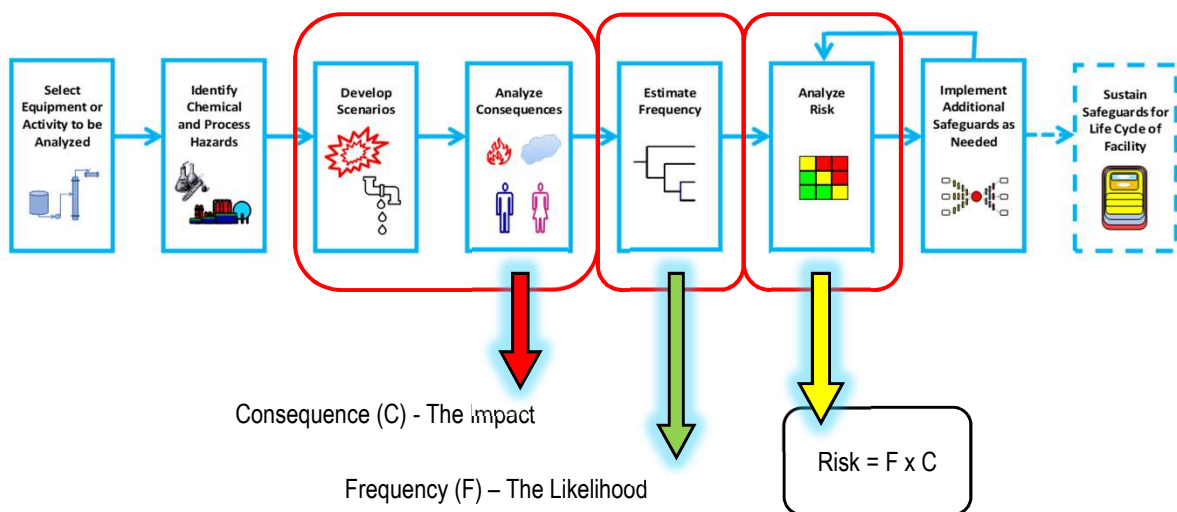 Select
Equipment or
Activity to be
Analyzed
Identify
Chemical
and Process
Hazards
Develop
Scenarios
Analyze
Consequences
Estimate
Frequency
Analyze
Risk
Implement
Additional
Safeguards as
Needed
Sustain
Safeguards for
Life Cycle of
Facility
Consequence (C) - The Impact
Frequency (F) – The Likelihood
Risk = F x C